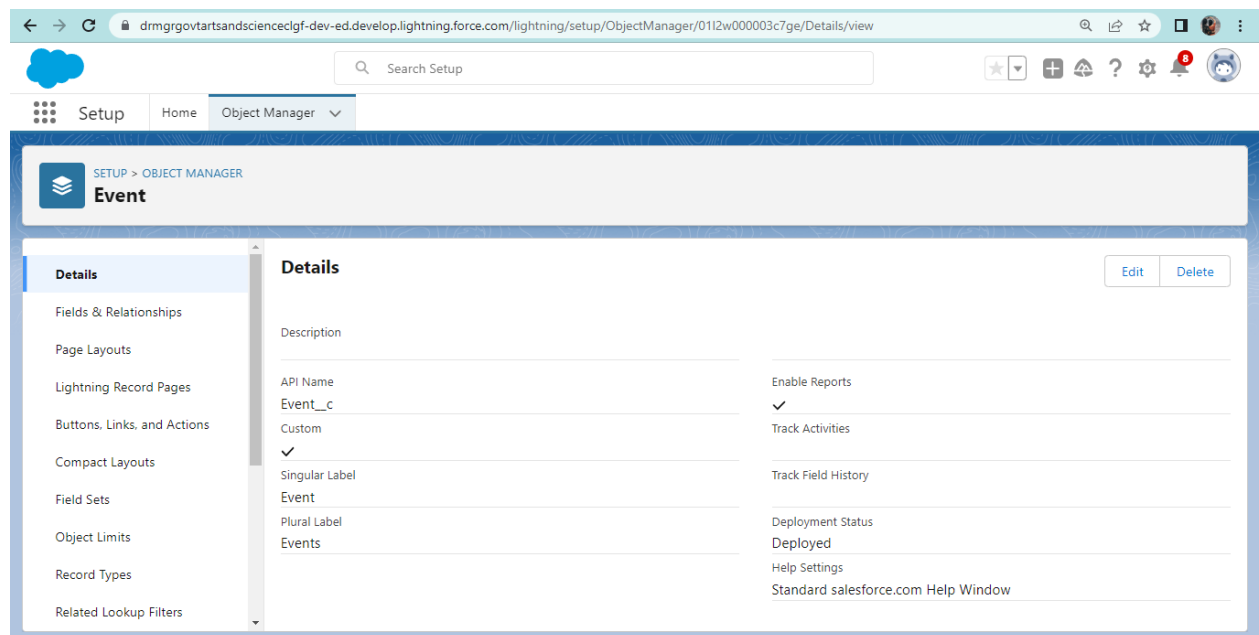 drmgrgovtartsandscienceclgf-dev-ed.develop.lightning.force.com/lightning/setup/ObjectManager/01I2w000003c7ge/Details/view
Search Setup
8
Setup
Home
Object Manager
SETUP > OBJECT MANAGER
Event
Details
Fields & Relationships
Page Layouts
Lightning Record Pages
Buttons, Links, and Actions
Compact Layouts
Field Sets
Object Limits
Record Types
Related Lookup Filters
Details
Edit
Delete
Description
API Name
Event__c
Custom
Singular Label
Event
Plural Label
Events
Enable Reports
Track Activities
Track Field History
Deployment Status
Deployed
Help Settings
Standard salesforce.com Help Window